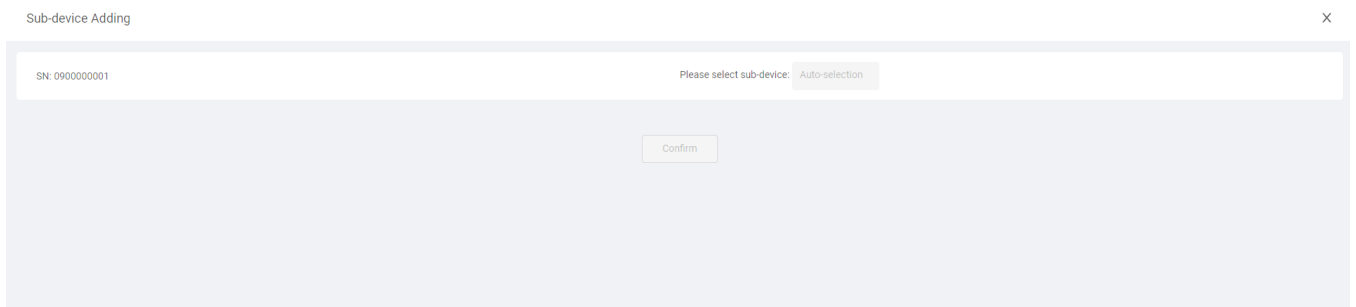 Sub-device Adding
SN: 0900000001
Please select sub-device: Auto-selection
Confirm